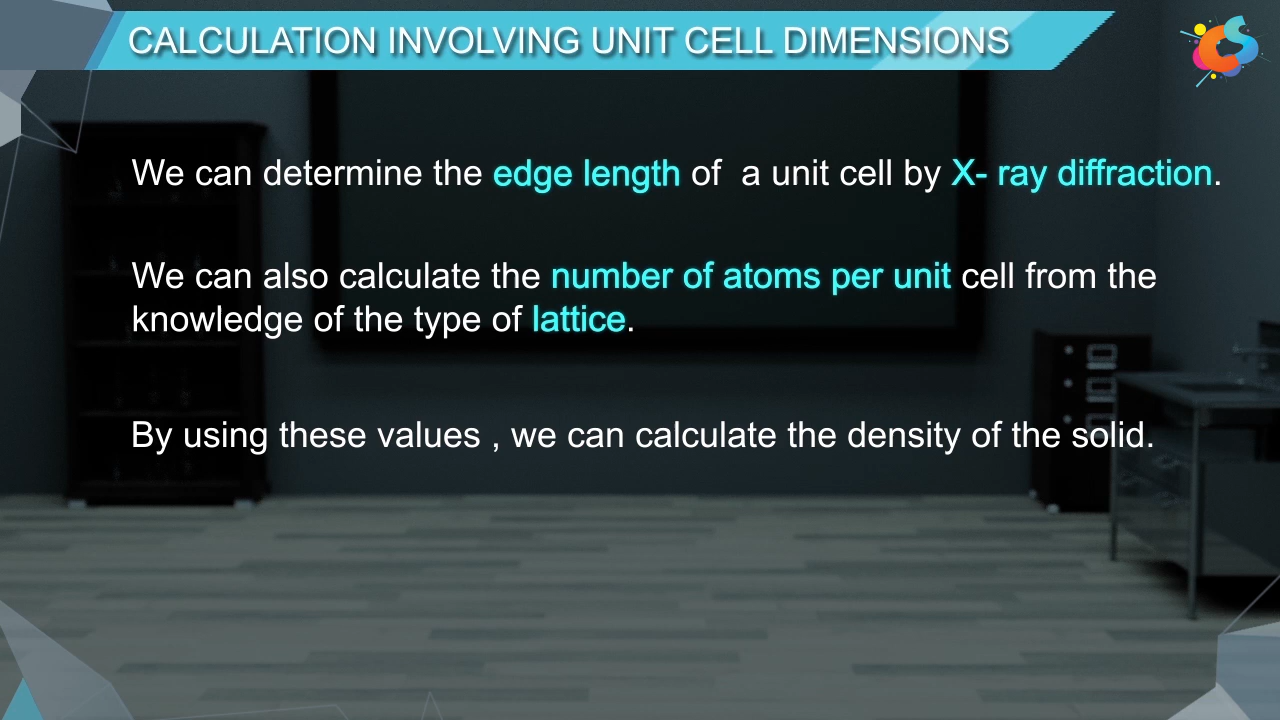 CALCULATION INVOLVING UNIT CELL DIMENSIONS
We can determine the edge length of a unit cell by X- ray diffraction.
We can also calculate the number of atoms per unit cell from the
knowledge of the type of lattice.
By using these values , we can calculate the density of the solid.